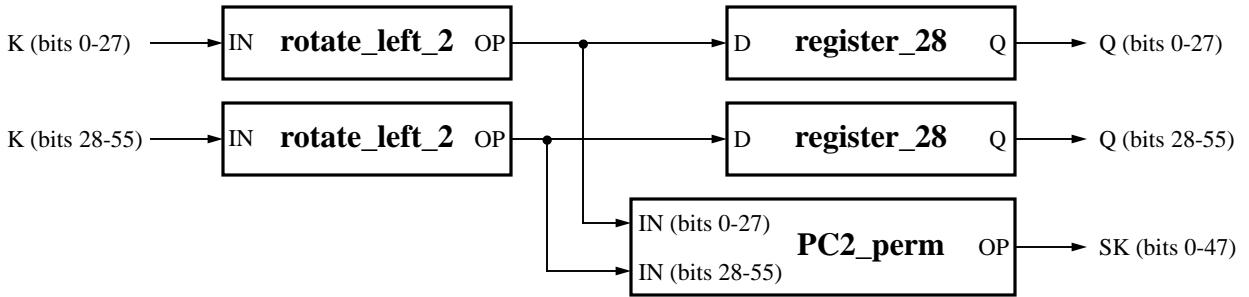 K (bits 0-27) IN rotate_left_2 OP D register_28 Q Q (bits 0-27)
K (bits 28-55) IN rotate_left_2 OP D register_28 Q Q (bits 28-55)
IN (bits 0-27)
PC2_perm OP SK (bits 0-47)
IN (bits 28-55)